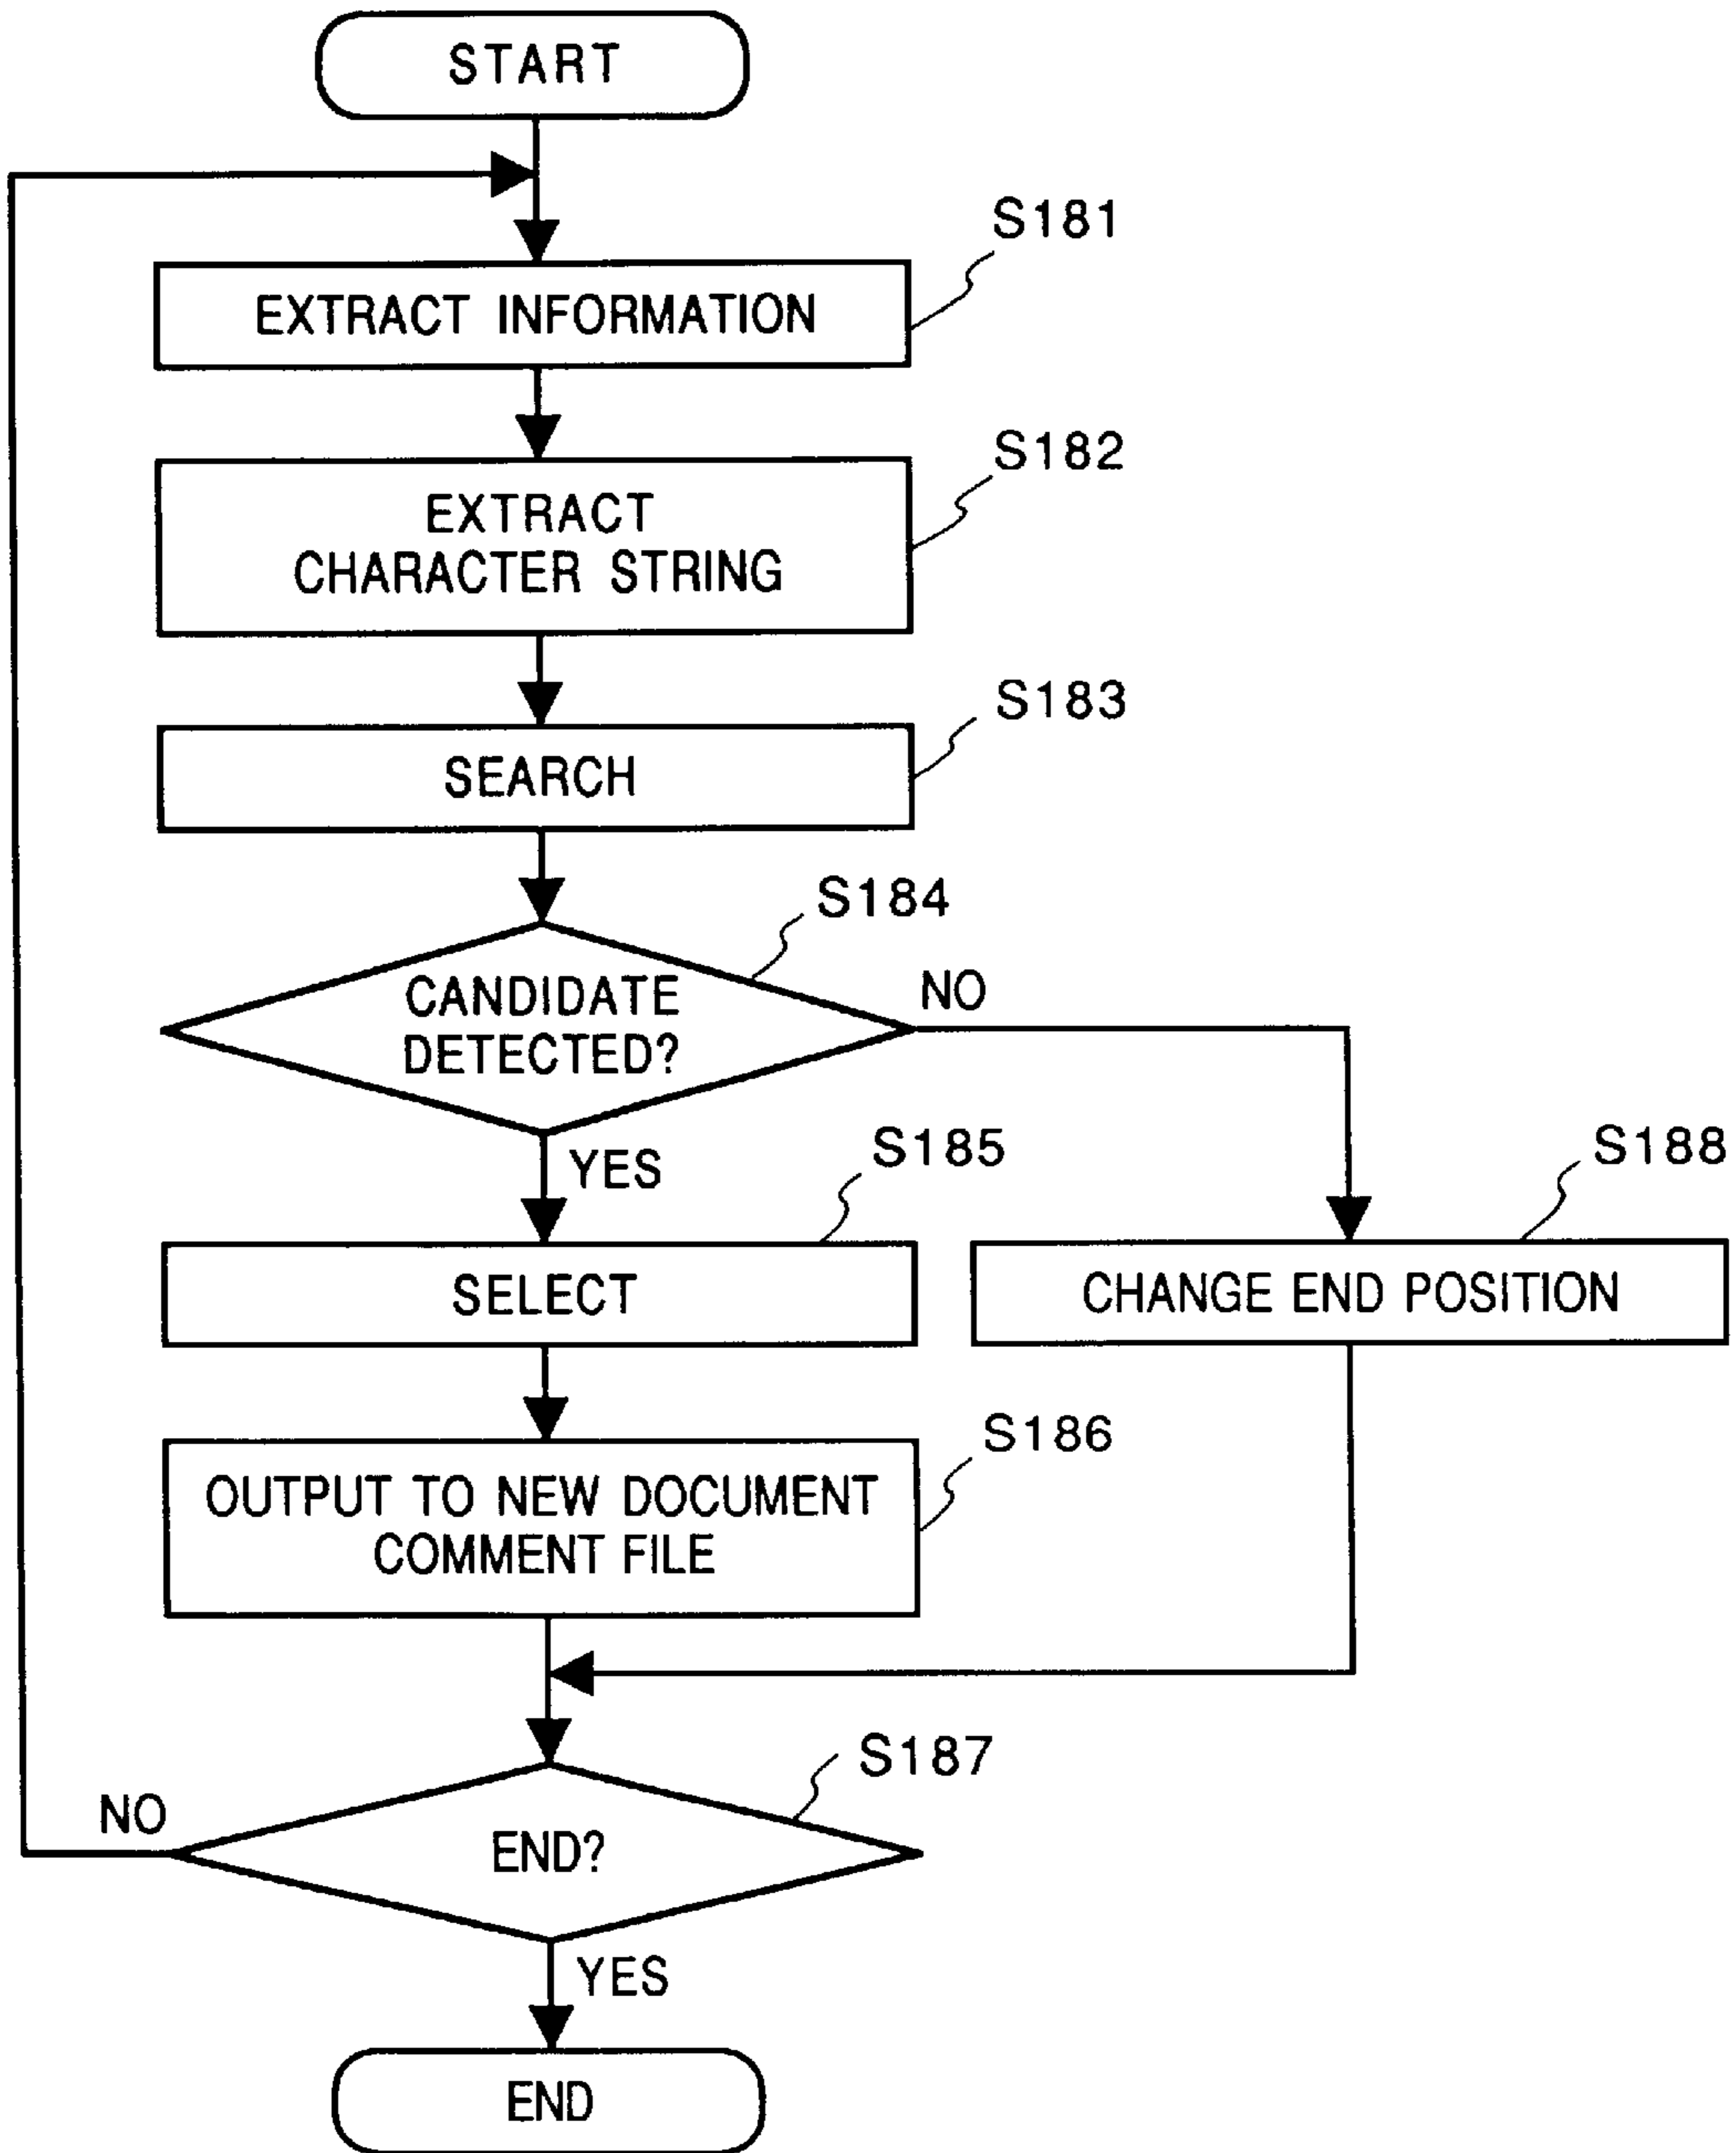 START
S181
EXTRACT INFORMATION
S182
EXTRACT
CHARACTER STRING
S183
SEARCH
S184
CANDIDATE
DETECTED?
NO
YES
S185
SELECT
S188
CHANGE END POSITION
S186
OUTPUT TO NEW DOCUMENT
COMMENT FILE
S187
NO
END?
YES
END